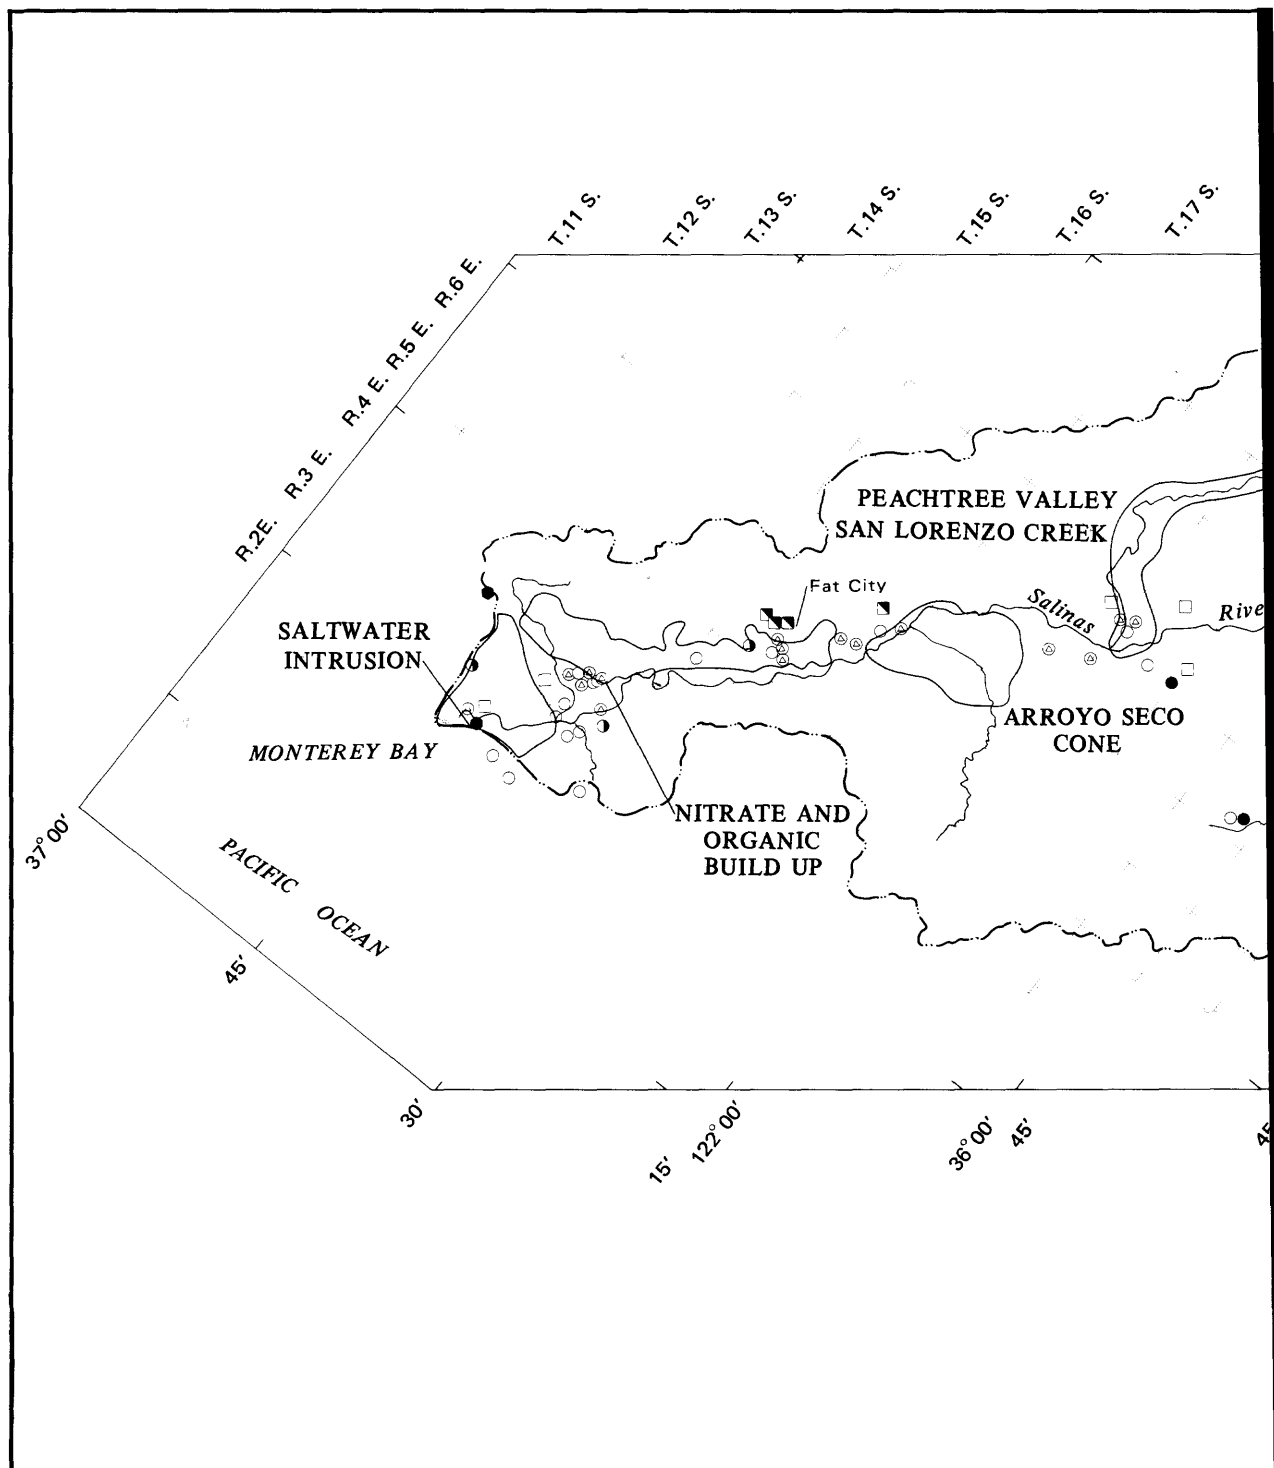 T.11 S.
T.12 S.
T.13 S.
T.14 S.
T.15 S.
T.16 S.
T.17 S.
R.6 E.
R.5 E.
R.4 E.
R.3 E.
R.2E.
PEACHTREE VALLEY
SAN LORENZO CREEK
Fat City
Salinas
Rive
SALTWATER
INTRUSION
ARROYO SECO
CONE
MONTEREY BAY
NITRATE AND
ORGANIC
BUILD UP
37°00'
PACIFIC OCEAN
45'
30'
15'
122°00'
36°00'
45'
45